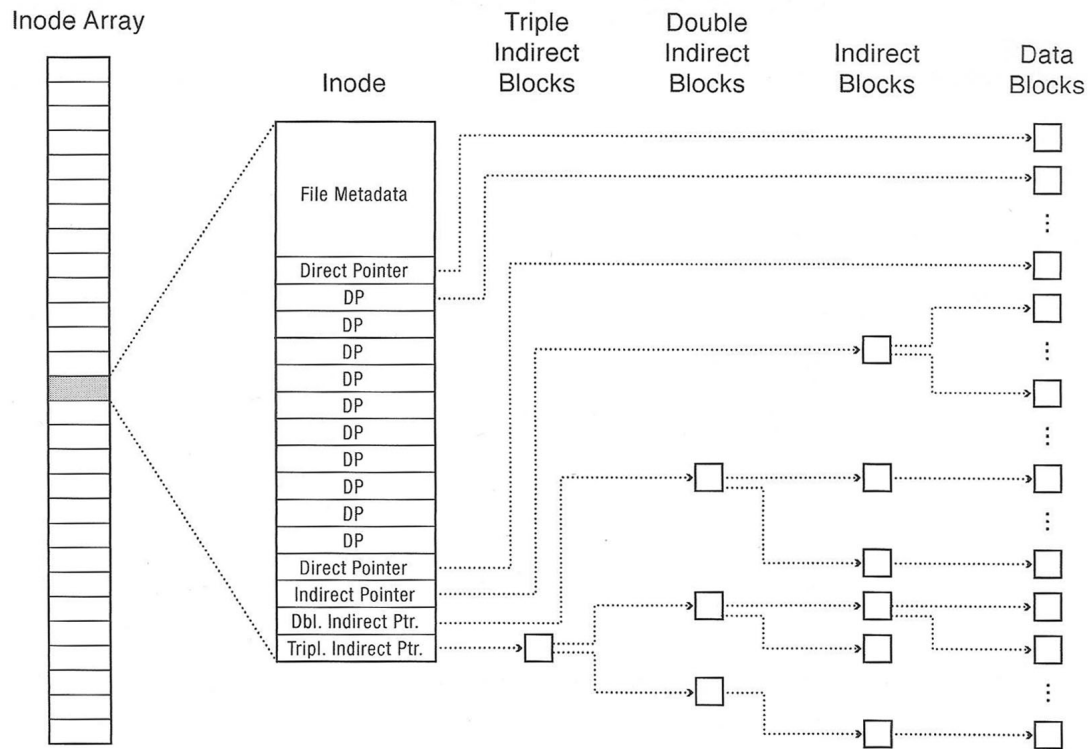 Inode Array
Inode
Triple
Indirect
Blocks
Double
Indirect
Blocks
Indirect
Blocks
Data
Blocks
File Metadata
Direct Pointer
DP
DP
DP
DP
DP
DP
DP
DP
DP
DP
Direct Pointer
Indirect Pointer
Dbl. Indirect Ptr.
Tripl. Indirect Ptr.